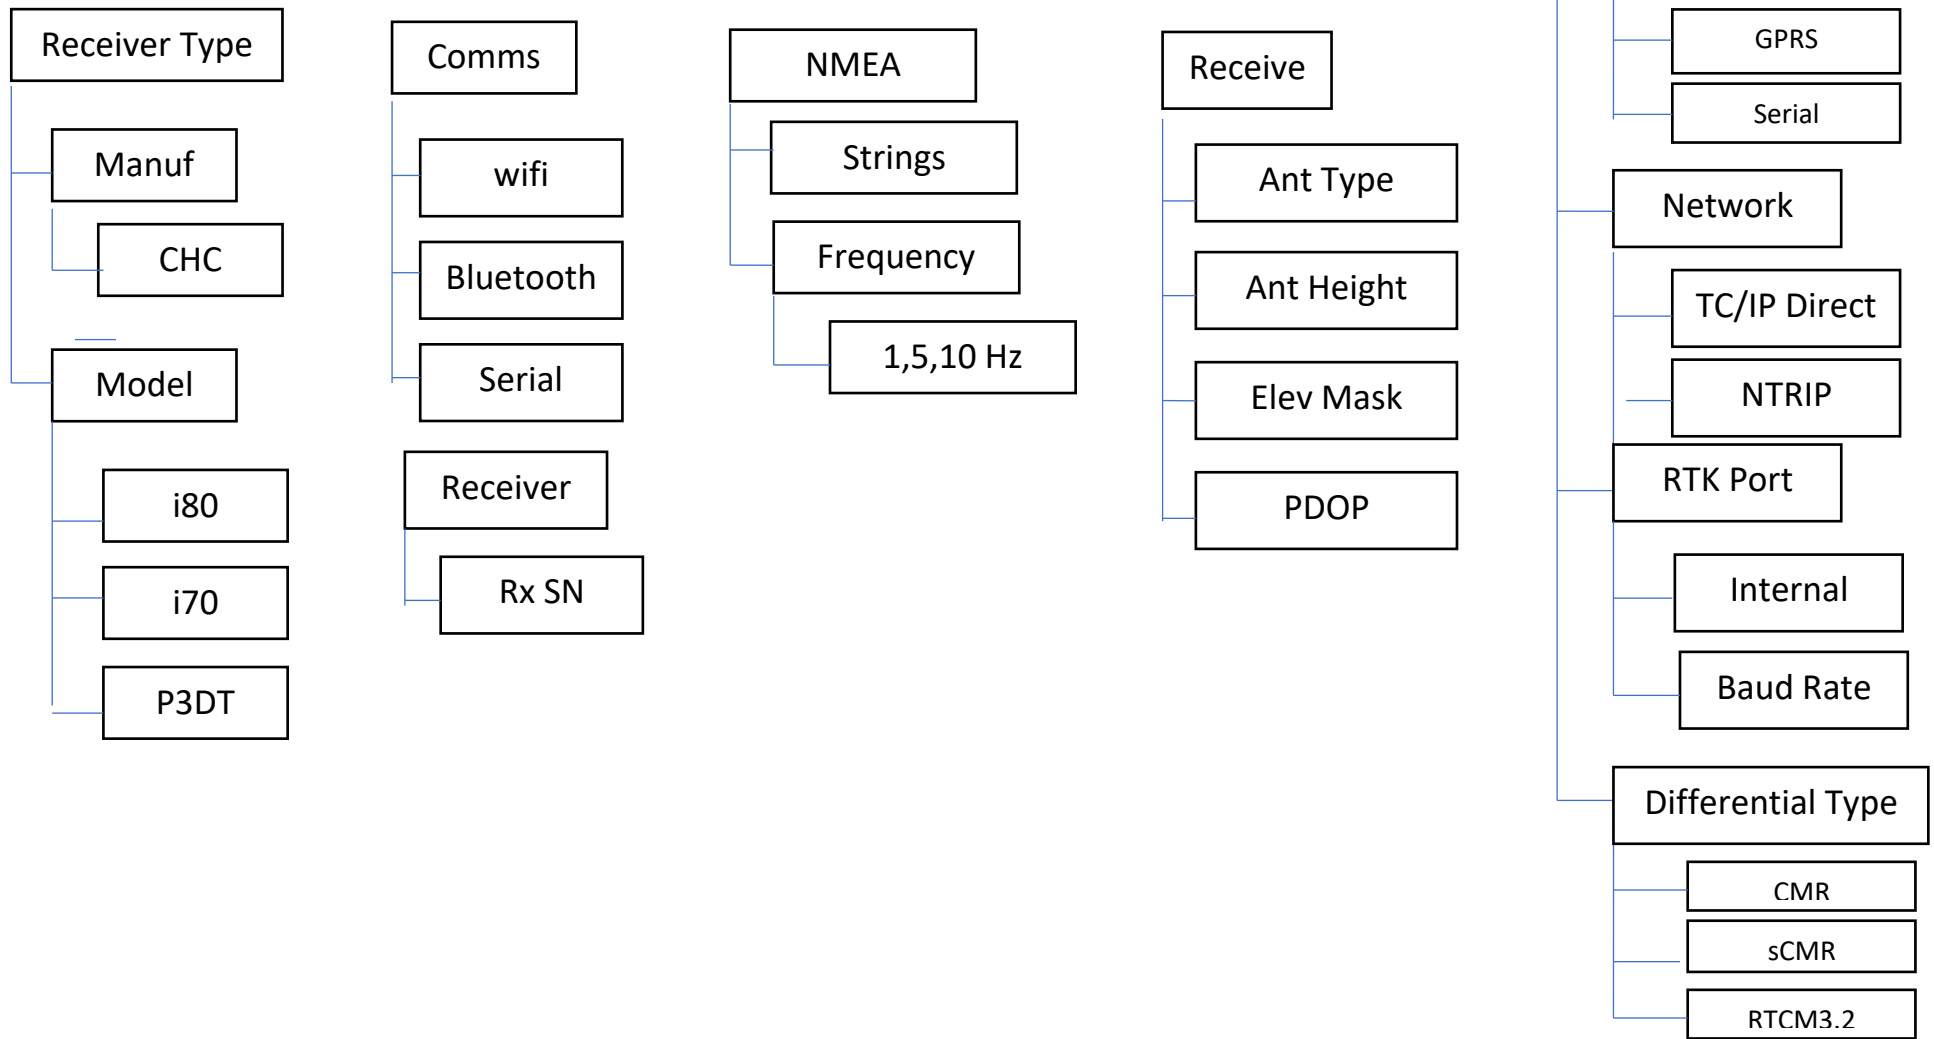 Receiver Type
Manuf
CHC
Model
i80
i70
P3DT
Comms
wifi
Bluetooth
Serial
Receiver
Rx SN
NMEA
Strings
Frequency
1,5,10 Hz
Receive
Ant Type
Ant Height
Elev Mask
PDOP
GPRS
Serial
Network
TC/IP Direct
NTRIP
RTK Port
Internal
Baud Rate
Differential Type
CMR
sCMR
RTCM3.2